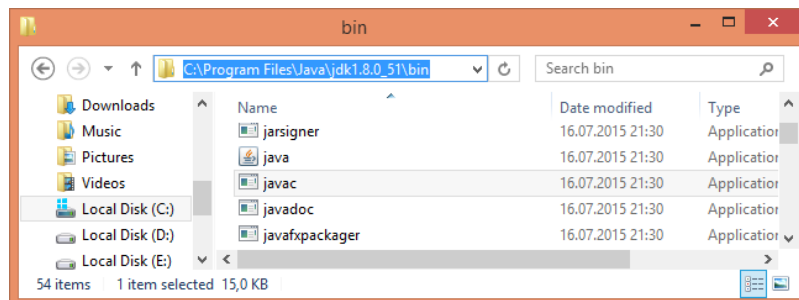 bin
C:\Program Files\Java\jdk1.8.0_51\bin
Search bin
Downloads
Music
Pictures
Videos
Local Disk (C:)
Local Disk (D:)
Local Disk (E:)
Name Date modified Type
jarsigner 16.07.2015 21:30 Application
java 16.07.2015 21:30 Application
javac 16.07.2015 21:30 Application
javadoc 16.07.2015 21:30 Application
javafxpackager 16.07.2015 21:30 Application
54 items 1 item selected 15,0 KB